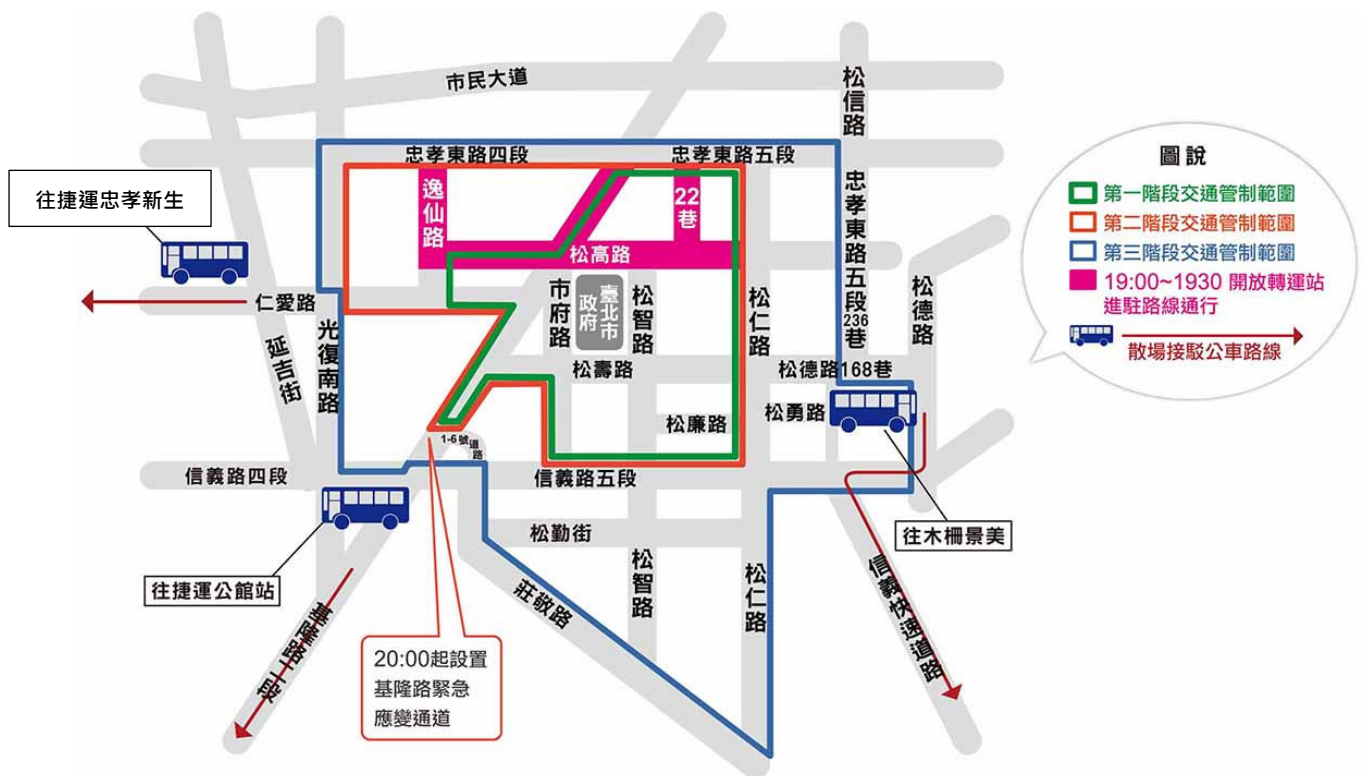 市民大道
松信路
忠孝東路四段
忠孝東路五段
往捷運忠孝新生
逸仙路
22巷
忠孝東路五段236巷
松高路
仁愛路
延吉街
光復南路
市府路
臺北市政府
松智路
松仁路
松德路
松壽路
松德路168巷
松廉路
松勇路
1-6號道路
信義路四段
信義路五段
松勤街
往木柵景美
往捷運公館站
基隆路二段
莊敬路
松智路
松仁路
信義快速道路
20:00起設置
基隆路緊急
應變通道
圖說
第一階段交通管制範圍
第二階段交通管制範圍
第三階段交通管制範圍
19:00~1930 開放轉運站
進駐路線通行
散場接駁公車路線